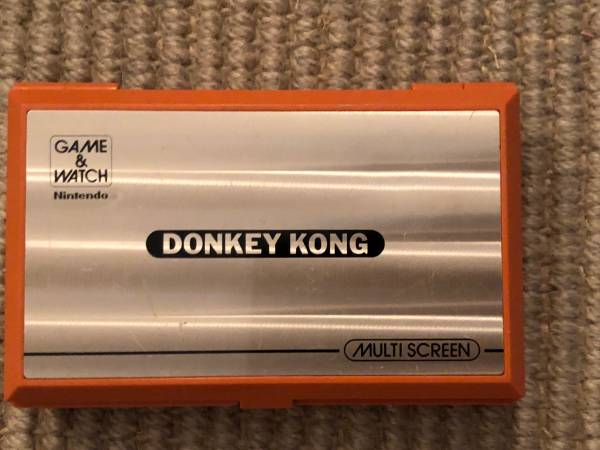 GAME
&
WATCH
Nintendo
DONKEY KONG
MULTI SCREEN